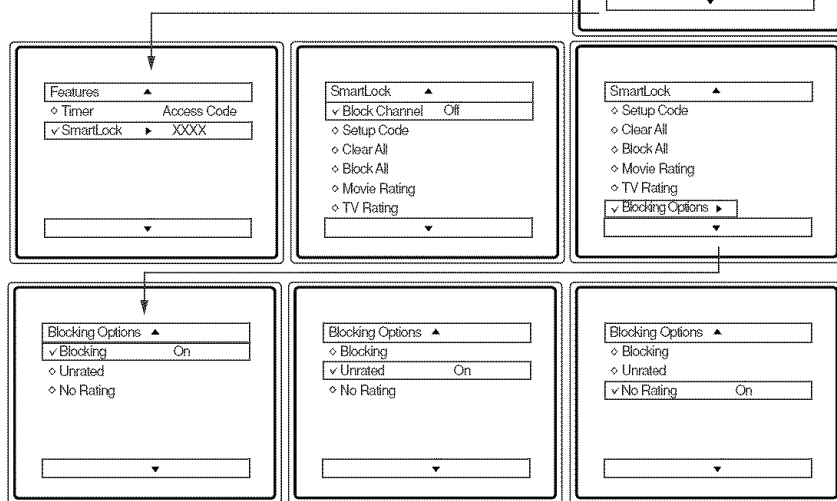 Features
Timer Access Code
SmartLock XXXX
SmartLock
Block Channel Off
Setup Code
Clear All
Block All
Movie Rating
TV Rating
SmartLock
Setup Code
Clear All
Block All
Movie Rating
TV Rating
Blocking Options
Blocking Options
Blocking On
Unrated
No Rating
Blocking Options
Blocking
Unrated On
No Rating
Blocking Options
Blocking
Unrated
No Rating On